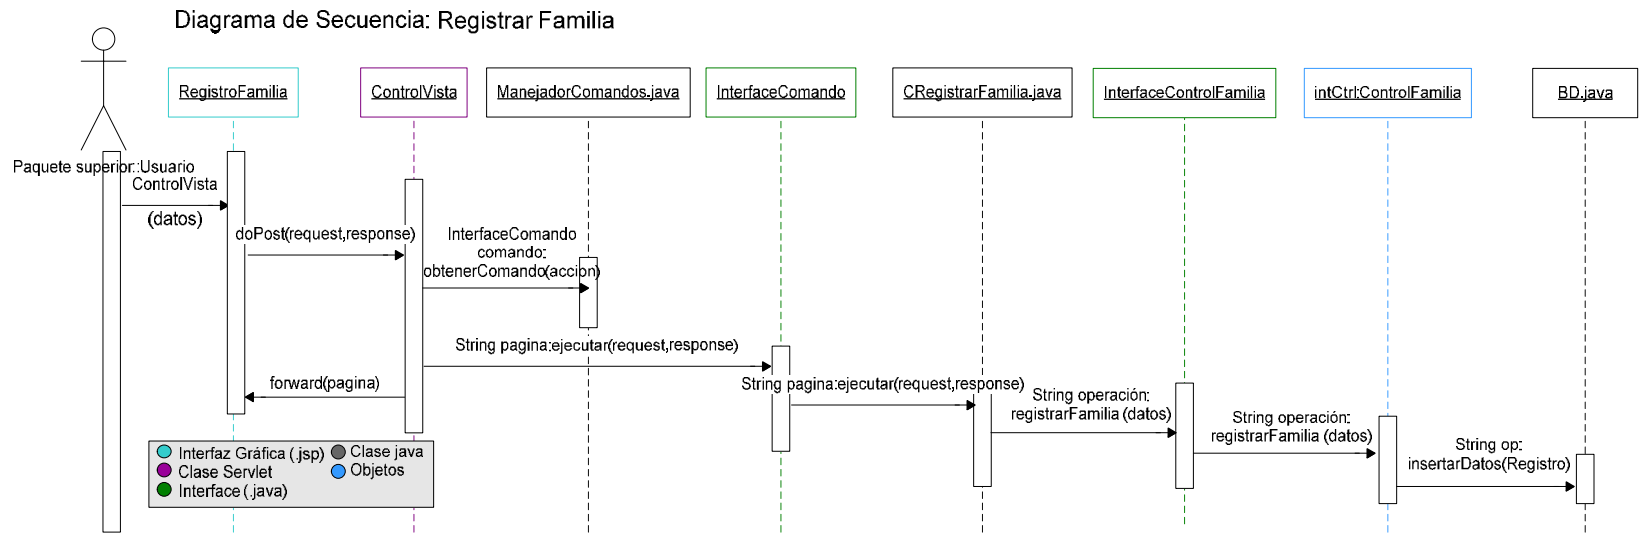 Diagrama de Secuencia: Registrar Familia
RegistroFamilia
ControlVista
ManejadorComandos.java
InterfaceComando
CRegistrarFamilia.java
InterfaceControlFamilia
intCtrl:ControlFamilia
BD.java
Paquete superior::Usuario
ControlVista
(datos)
doPost(request,response)
InterfaceComando
comando:
obtenerComando(accion)
String pagina:ejecutar(request,response)
forward(pagina)
String pagina:ejecutar(request,response)
String operación:
registrarFamilia (datos)
String operación:
registrarFamilia (datos)
String op:
insertarDatos(Registro)
Interfaz Gráfica (.jsp)
Clase java
Clase Servlet
Objetos
Interface (.java)